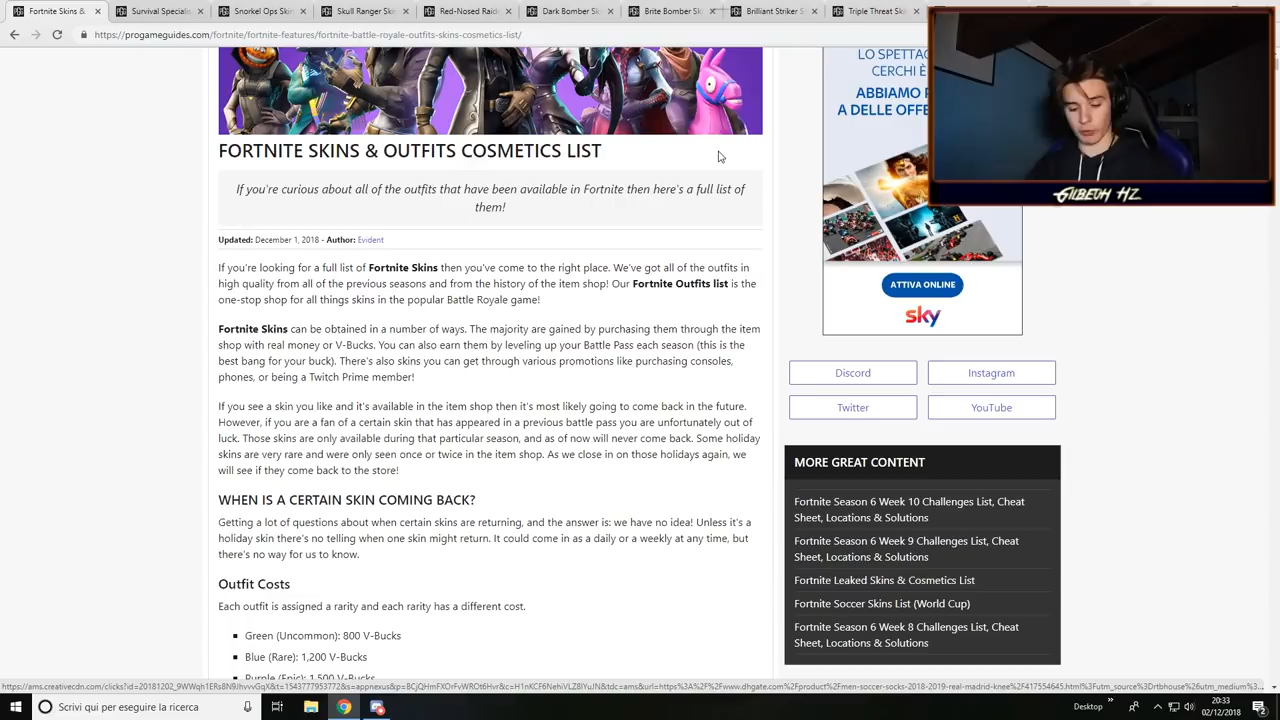 Fortnite Skins &
Survival Specialis
Snorkel Ops Skin
Skull Ranger Skin
Red-Nosed Raide
Dark Bomber Skin
Brite Bomber Skin
Brilliant Striker S
Triple Threat Skin
https://progameguides.com/fortnite/fortnite-features/fortnite-battle-royale-outfits-skins-cosmetics-list/
FORTNITE SKINS & OUTFITS COSMETICS LIST
If you're curious about all of the outfits that have been available in Fortnite then here's a full list of
them!
Updated: December 1, 2018 - Author: Evident
If you're looking for a full list of Fortnite Skins then you've come to the right place. We've got all of the outfits in
high quality from all of the previous seasons and from the history of the item shop! Our Fortnite Outfits list is the
one-stop shop for all things skins in the popular Battle Royale game!
Fortnite Skins can be obtained in a number of ways. The majority are gained by purchasing them through the item
shop with real money or V-Bucks. You can also earn them by leveling up your Battle Pass each season (this is the
best bang for your buck). There's also skins you can get through various promotions like purchasing consoles,
phones, or being a Twitch Prime member!
If you see a skin you like and it's available in the item shop then it's most likely going to come back in the future.
However, if you are a fan of a certain skin that has appeared in a previous battle pass you are unfortunately out of
luck. Those skins are only available during that particular season, and as of now will never come back. Some holiday
skins are very rare and were only seen once or twice in the item shop. As we close in on those holidays again, we
will see if they come back to the store!
WHEN IS A CERTAIN SKIN COMING BACK?
Getting a lot of questions about when certain skins are returning, and the answer is: we have no idea! Unless it's a
holiday skin there's no telling when one skin might return. It could come in as a daily or a weekly at any time, but
there's no way for us to know.
Outfit Costs
Each outfit is assigned a rarity and each rarity has a different cost.
Green (Uncommon): 800 V-Bucks
Blue (Rare): 1,200 V-Bucks
Purple (Epic): 1,500 V-Bucks
LO SPETTAC
CERCHI È
ABBIAMO P
A DELLE OFFE
ATTIVA ONLINE
sky
GILBEOH HZ
Discord
Instagram
Twitter
YouTube
MORE GREAT CONTENT
Fortnite Season 6 Week 10 Challenges List, Cheat
Sheet, Locations & Solutions
Fortnite Season 6 Week 9 Challenges List, Cheat
Sheet, Locations & Solutions
Fortnite Leaked Skins & Cosmetics List
Fortnite Soccer Skins List (World Cup)
Fortnite Season 6 Week 8 Challenges List, Cheat
Sheet, Locations & Solutions
Scrivi qui per eseguire la ricerca
Desktop
20:33
02/12/2018
2